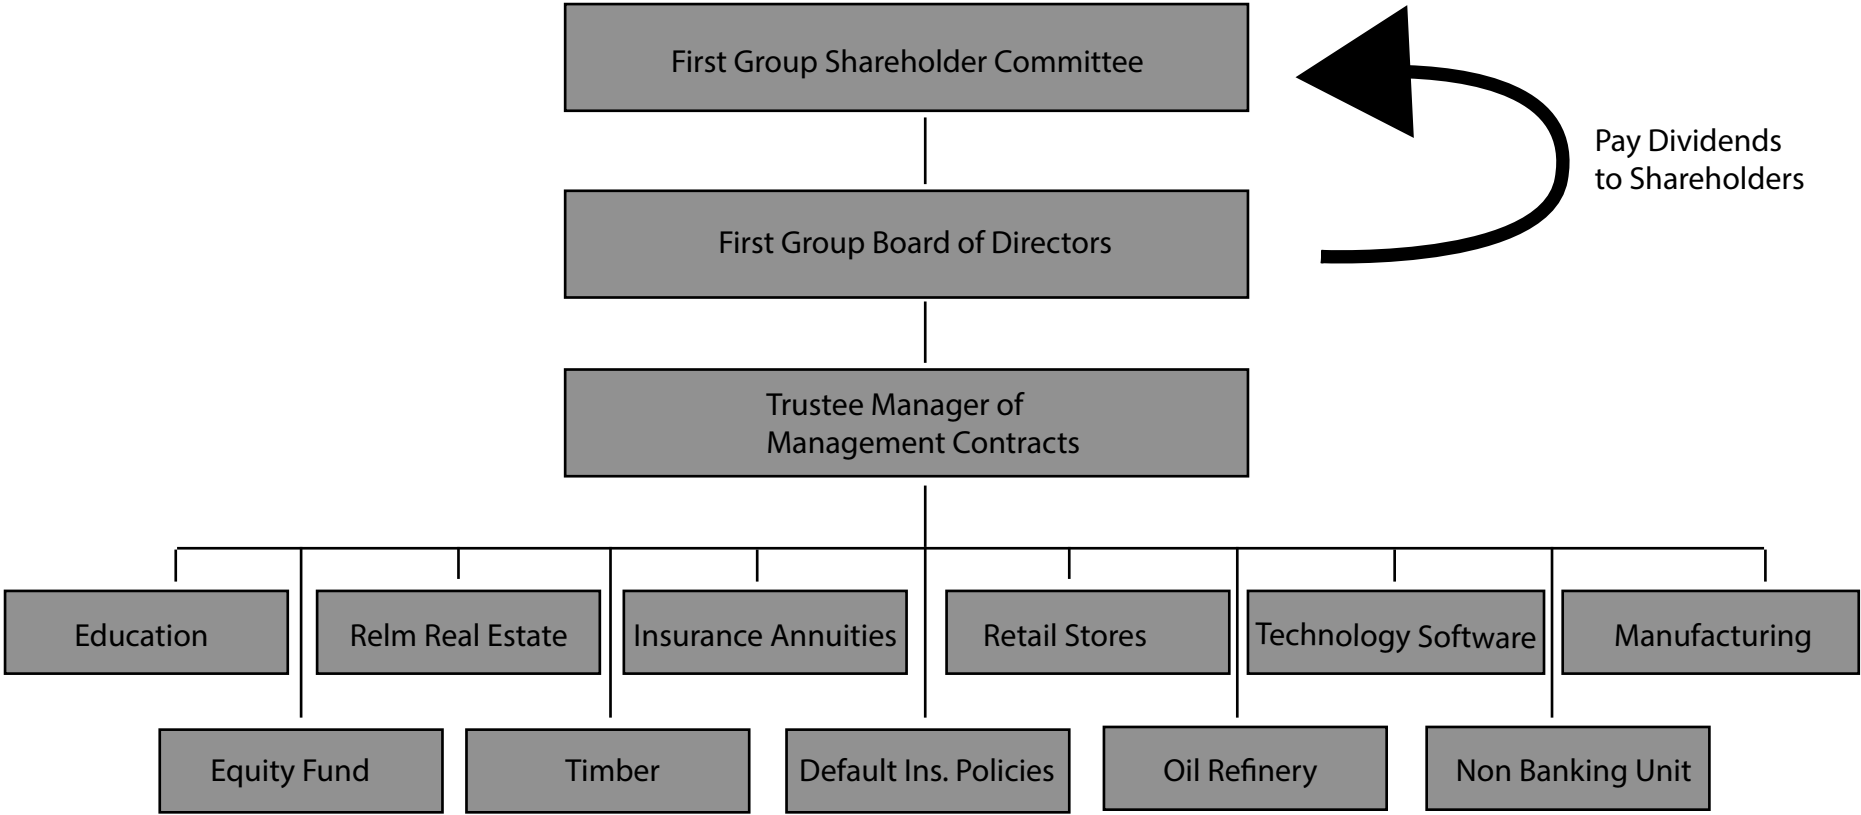 First Group Shareholder Committee
Pay Dividends
to Shareholders
First Group Board of Directors
Trustee Manager of
Management Contracts
Education
Relm Real Estate
Insurance Annuities
Retail Stores
Technology Software
Manufacturing
Equity Fund
Timber
Default Ins. Policies
Oil Refinery
Non Banking Unit